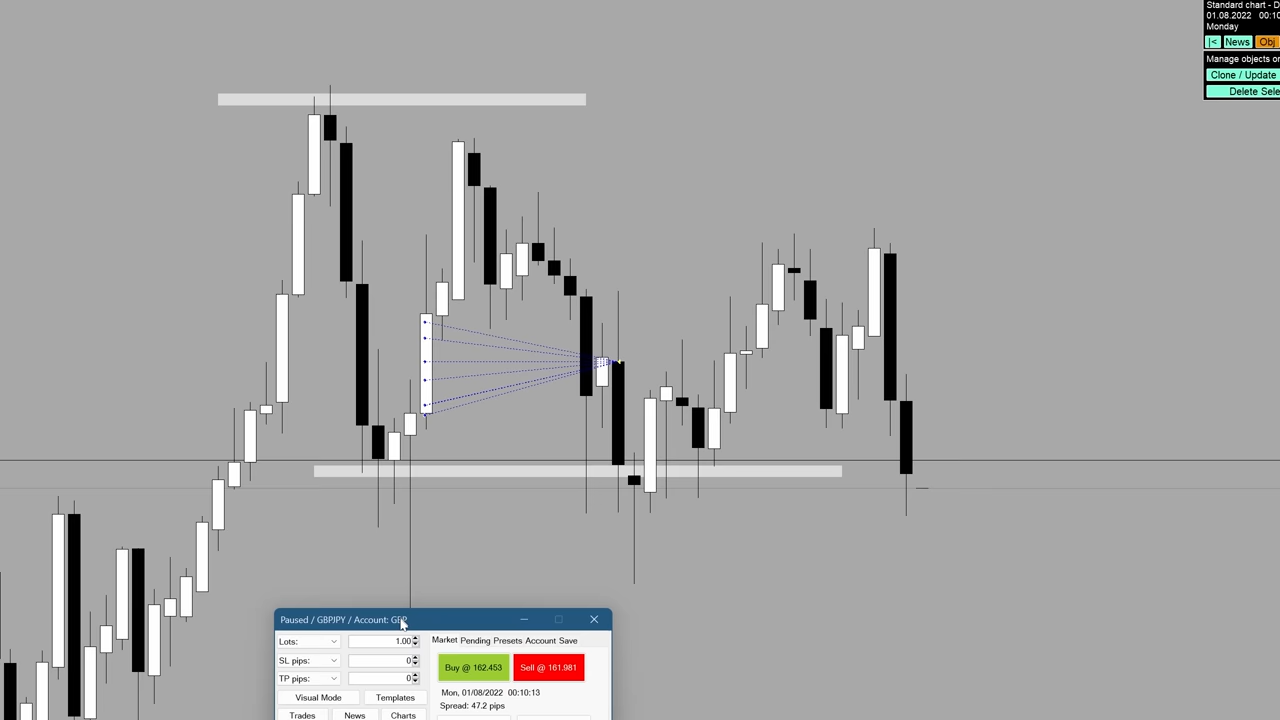 Standard chart - D
01.08.2022 00:10
Monday
|< News Obj
Manage objects or
Clone / Update
Delete Sele
Paused / GBPJPY / Account: GBP
Lots: 1.00
SL pips: 0
TP pips: 0
Visual Mode Templates
Trades News Charts
Market Pending Presets Account Save
Buy @ 162.453 Sell @ 161.981
Mon, 01/08/2022 00:10:13
Spread: 47.2 pips